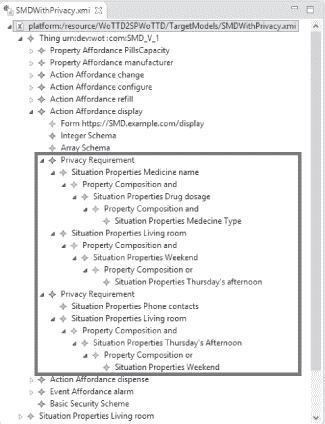 SMDWithPrivacy.xmi
platform:/resource/WoTTD2SPWoTTD/TargetModels/SMDWithPrivacy.xmi
Thing urn:dev:wot :com:SMD_V_1
Property Affordance PillsCapacity
Property Affordance manufacturer
Action Affordance change
Action Affordance configure
Action Affordance refill
Action Affordance display
Form https://SMD.example.com/display
Integer Schema
Array Schema
Privacy Requirement
Situation Properties Medicine name
Property Composition and
Situation Properties Drug dosage
Property Composition and
Situation Properties Medecine Type
Situation Properties Living room
Property Composition and
Situation Properties Weekend
Property Composition or
Situation Properties Thursday's afternoon
Privacy Requirement
Situation Properties Phone contacts
Situation Properties Living room
Property Composition and
Situation Properties Thursday's Afternoon
Property Composition or
Situation Properties Weekend
Action Affordance dispense
Event Affordance alarm
Basic Security Scheme
Situation Properties Living room